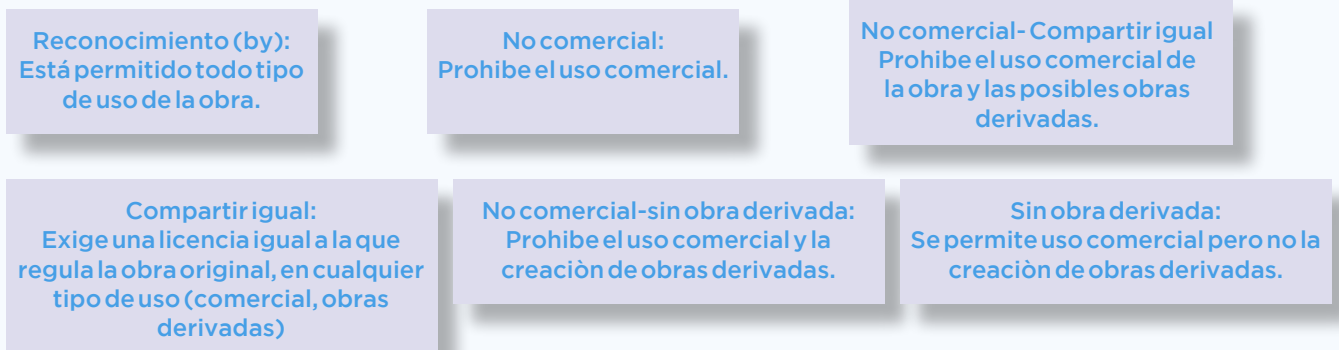 Reconocimiento (by):
Está permitido todo tipo
de uso de la obra.
No comercial:
Prohibe el uso comercial.
No comercial- Compartir igual
Prohibe el uso comercial de
la obra y las posibles obras
derivadas.
Compartir igual:
Exige una licencia igual a la que
regula la obra original, en cualquier
tipo de uso (comercial, obras
derivadas)
No comercial-sin obra derivada:
Prohibe el uso comercial y la
creaciòn de obras derivadas.
Sin obra derivada:
Se permite uso comercial pero no la
creaciòn de obras derivadas.